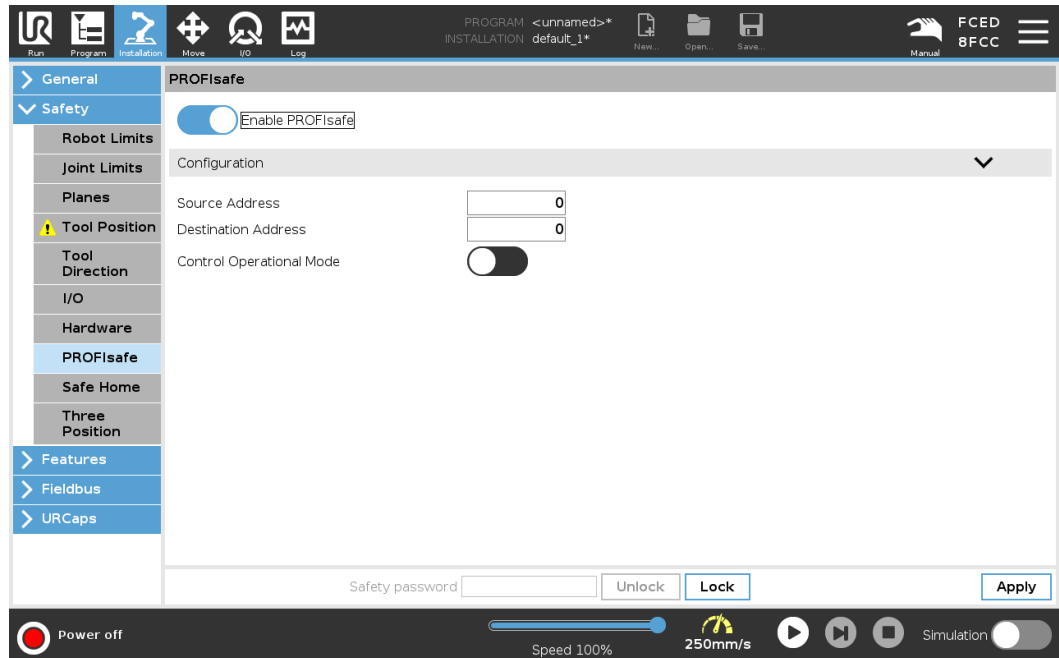 UR
Run
Program
Installation
Move
I/O
Log
PROGRAM <unnamed>*
INSTALLATION default_1*
New...
Open...
Save...
Manual
FCED
8FCC
General
Safety
Robot Limits
Joint Limits
Planes
Tool Position
Tool
Direction
I/O
Hardware
PROFIsafe
Safe Home
Three
Position
Features
Fieldbus
URCaps
PROFIsafe
Enable PROFIsafe
Configuration
Source Address 0
Destination Address 0
Control Operational Mode
Safety password Unlock Lock Apply
Power off
Speed 100%
250mm/s
Simulation